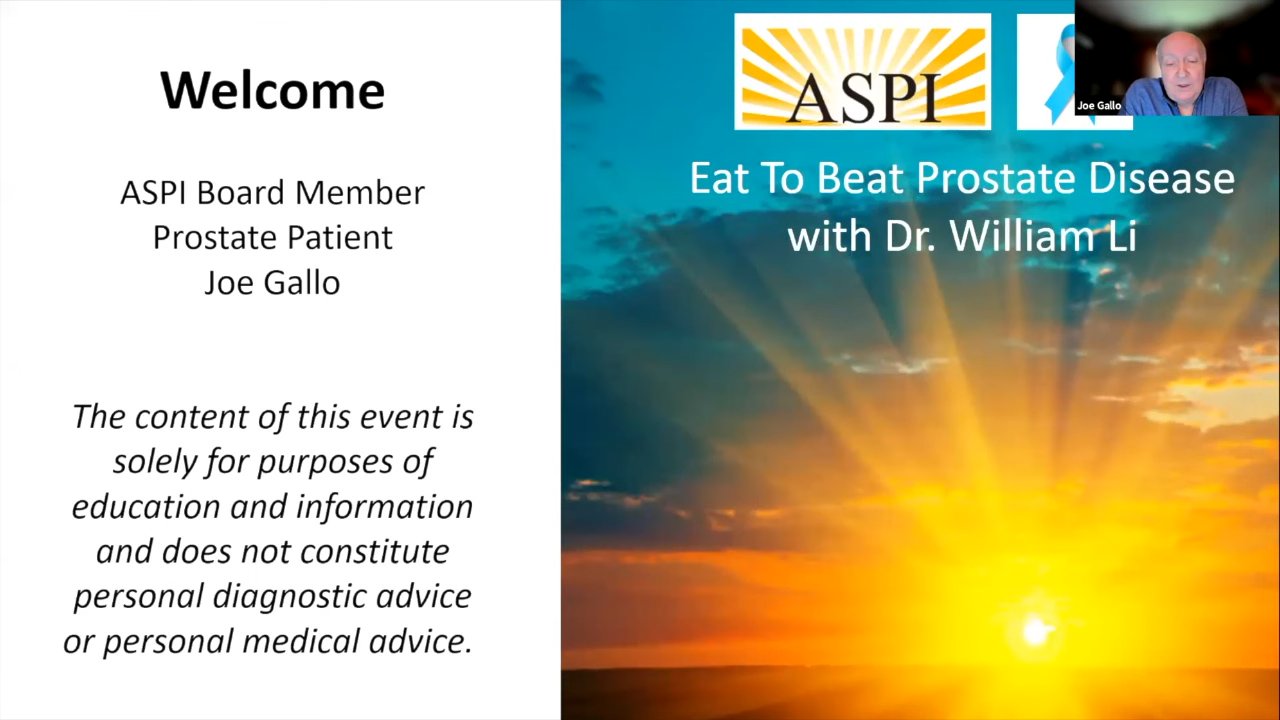 Welcome
ASPI Board Member
Prostate Patient
Joe Gallo
The content of this event is
solely for purposes of
education and information
and does not constitute
personal diagnostic advice
or personal medical advice.
ASPI
Joe Gallo
Eat To Beat Prostate Disease
with Dr. William Li